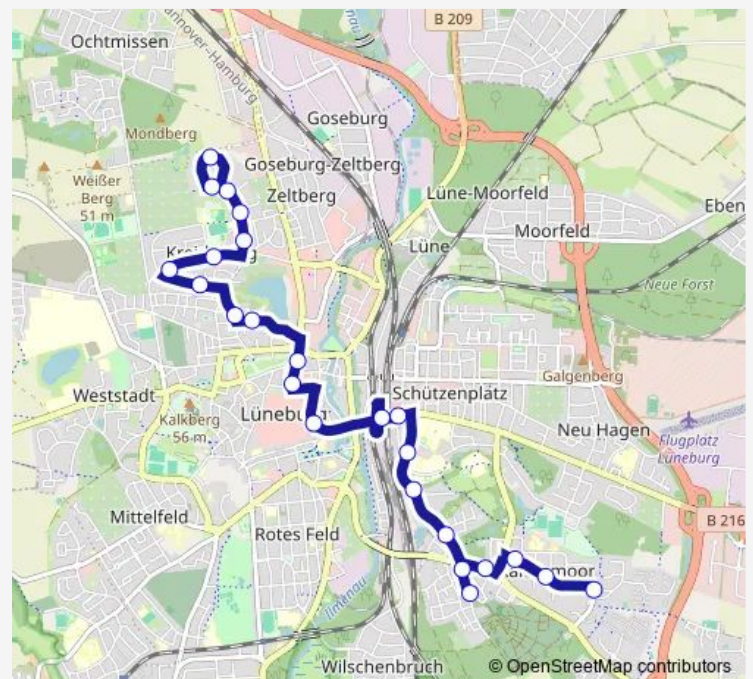 B 209
Ochtmissen
Hannover-Hamburg
Goseburg
Mondberg
Goseburg-Zeltberg
Weißer
Berg
51 m
Zeltberg
Lüne-Moorfeld
Eben
Moorfeld
Lüne
Neue Forst
Galgenberg
Weststadt
Schützenplatz
Kalkberg
56 m
Lüneburg
Neu Hagen
Flugplatz
Lüneburg
Mittelfeld
B 216
Rotes Feld
Ilmenau
Wilschenbruch
© OpenStreetMap contributors